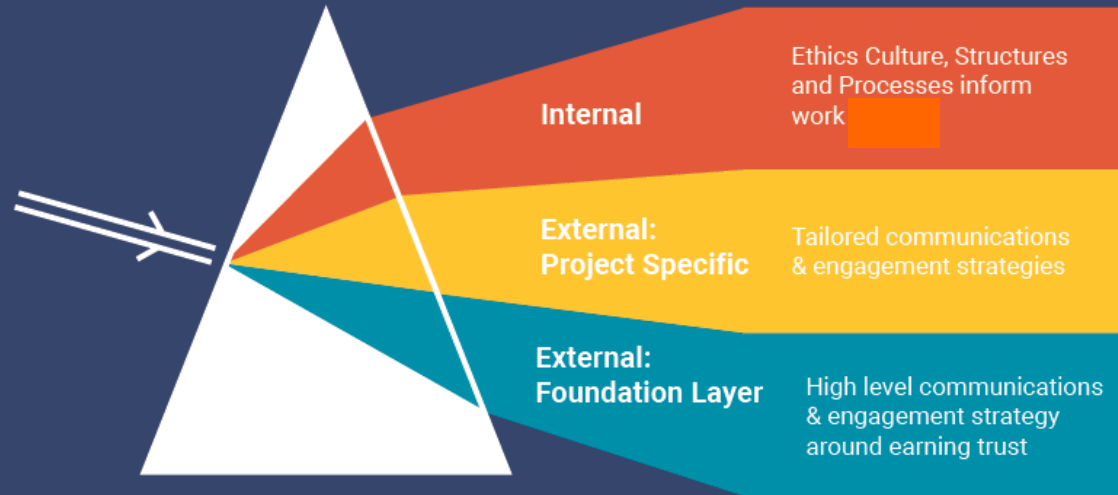 Internal
Ethics Culture, Structures
and Processes inform
work
External:
Project Specific
Tailored communications
& engagement strategies
External:
Foundation Layer
High level communications
& engagement strategy
around earning trust